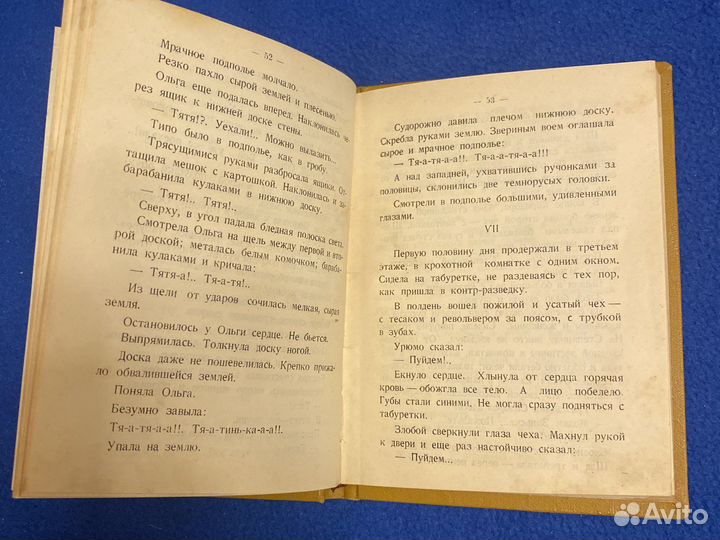 — 52 —
Мрачное подполье молчало.
Резко пахло сырой землей и плесенью.
Ольга еще подалась вперед. Наклонилась че-
рез ящик к нижней доске стены.
— Тятя!?. Уехали!.. Можно вылазить...
Типо было в подполье, как в гробу.
Трясущимися руками разбросала ящики. От-
тащила мешок с картошкой. Наклонилась и за-
барабанила кулаками в нижнюю доску.
— Тятя!.. Тятя!..
Сверху, в угол падала бледная полоска света.
Смотрела Ольга на щель между первой и вто-
рой доской; металась белым комочком; бараба-
нила кулаками и кричала:
— Тятя-а!.. Тя-а-тя!..
Из щели от ударов сочилась мелкая, сырая
земля.
Остановилось у Ольги сердце. Не бьется.
Выпрямилась. Толкнула доску ногой.
Доска даже не пошевелилась. Крепко прижа-
ло обвалившейся землей.
Поняла Ольга.
Безумно завыла:
Тя-а-тя-а!!. Тя-а-тинь-ка-а-а!!.
Упала на землю.
— 53 —
Судорожно давила плечом нижнюю доску.
Скребла руками землю. Звериным воем оглашала
сырое и мрачное подполье:
— Тя-а-тя-а-а!!. Тя-а-а-тя-а-а!!!
А над западней, ухватившись ручонками за
половицы, склонились две темнорусых головки.
Смотрели в подполье большими, удивленными
глазами.
VII
Первую половину дня продержали в третьем
этаже, в крохотной комнатке с одним окном.
Сидела на табуретке, не раздеваясь с тех пор,
как пришла в контр-разведку.
В полдень вошел пожилой и усатый чех —
с тесаком и револьвером за поясом, с трубкой
в зубах.
Урюмо сказал:
— Пуйдем!..
Екнуло сердце. Хлынула от сердца горячая
кровь — обожгла все тело. А лицо побелело.
Губы стали синими. Не могла сразу подняться с
табуретки.
Злобой сверкнули глаза чеха. Махнул рукой
к двери и еще раз настойчиво сказал:
— Пуйдем...
Avito